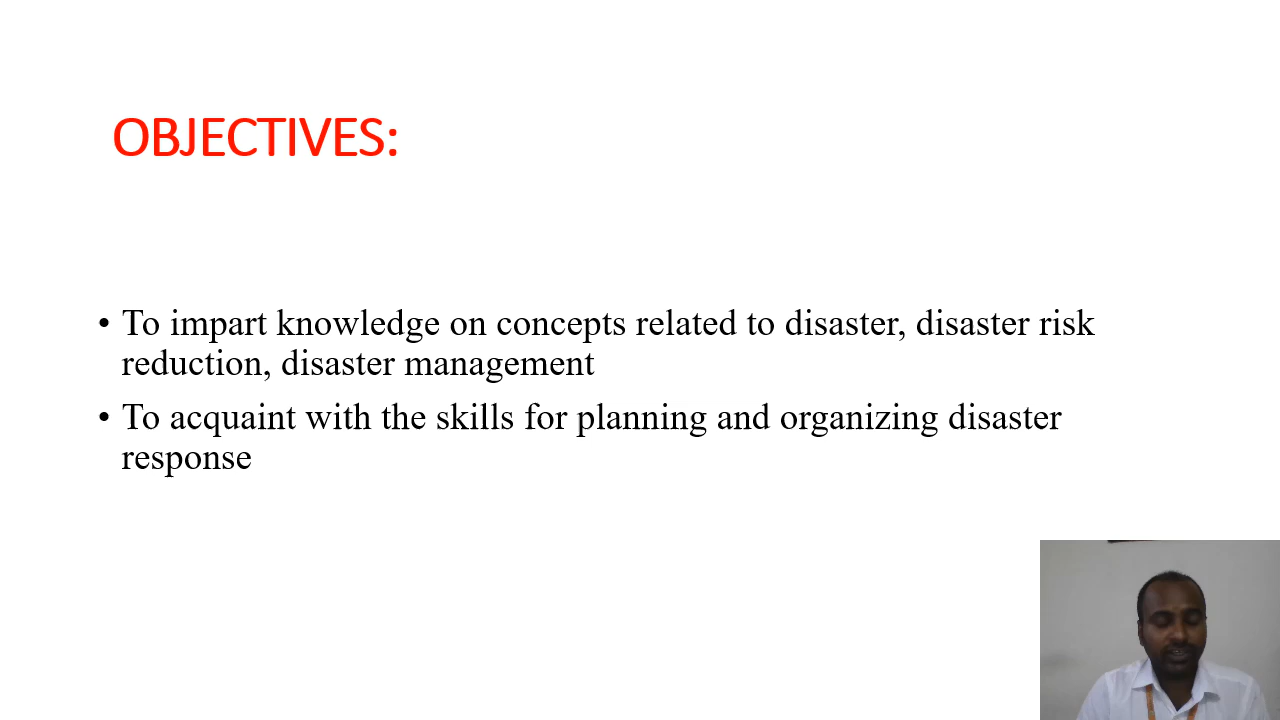 OBJECTIVES:
• To impart knowledge on concepts related to disaster, disaster risk
reduction, disaster management
• To acquaint with the skills for planning and organizing disaster
response